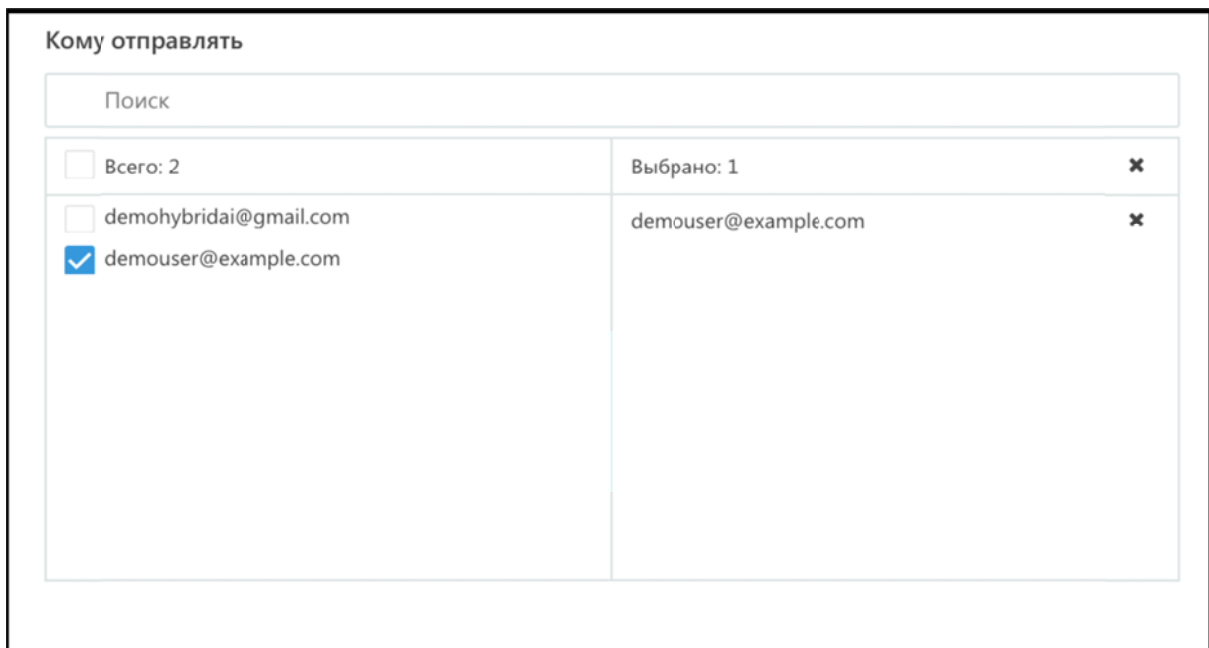 Кому отправлять
Поиск
Всего: 2
Выбрано: 1
demohybridai@gmail.com
demouser@example.com
demouser@example.com